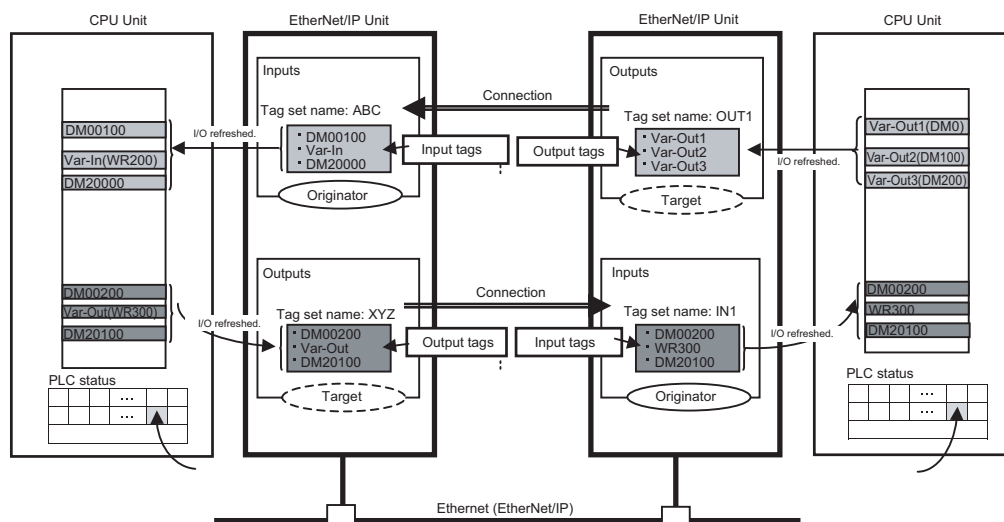 CPU Unit
EtherNet/IP Unit
EtherNet/IP Unit
CPU Unit
Inputs
Tag set name: ABC
· DM00100
· Var-In
· DM20000
Originator
Connection
Input tags
Output tags
Outputs
Tag set name: OUT1
· Var-Out1
· Var-Out2
· Var-Out3
Target
DM00100
Var-In(WR200)
DM20000
I/O refreshed.
I/O refreshed.
Var-Out1(DM0)
Var-Out2(DM100)
Var-Out3(DM200)
DM00200
Var-Out(WR300)
DM20100
I/O refreshed.
Outputs
Tag set name: XYZ
· DM00200
· Var-Out
· DM20100
Target
Connection
Output tags
Input tags
Inputs
Tag set name: IN1
· DM00200
· WR300
· DM20100
Originator
I/O refreshed.
DM00200
WR300
DM20100
PLC status
...
...
PLC status
...
...
Ethernet (EtherNet/IP)